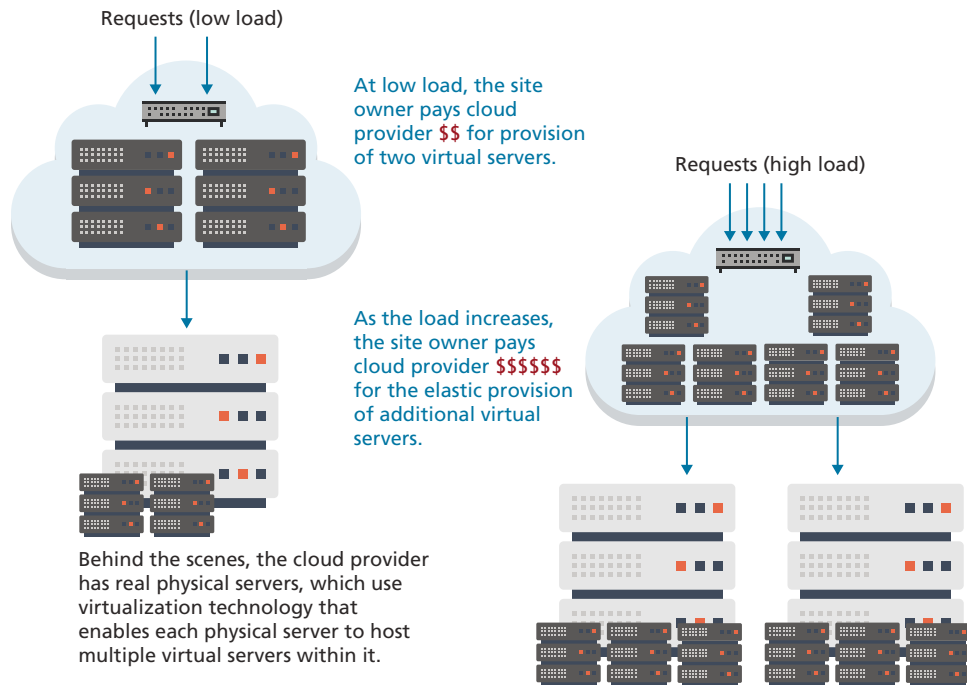 Requests (low load)
At low load, the site
owner pays cloud
provider $$ for provision
of two virtual servers.
Requests (high load)
As the load increases,
the site owner pays
cloud provider $$$$$$
for the elastic provision
of additional virtual
servers.
Behind the scenes, the cloud provider
has real physical servers, which use
virtualization technology that
enables each physical server to host
multiple virtual servers within it.